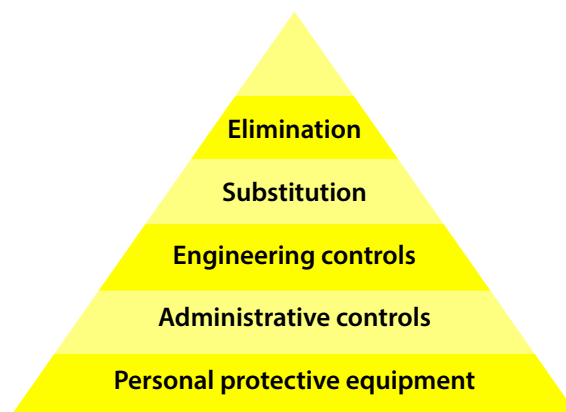 Elimination
Substitution
Engineering controls
Administrative controls
Personal protective equipment